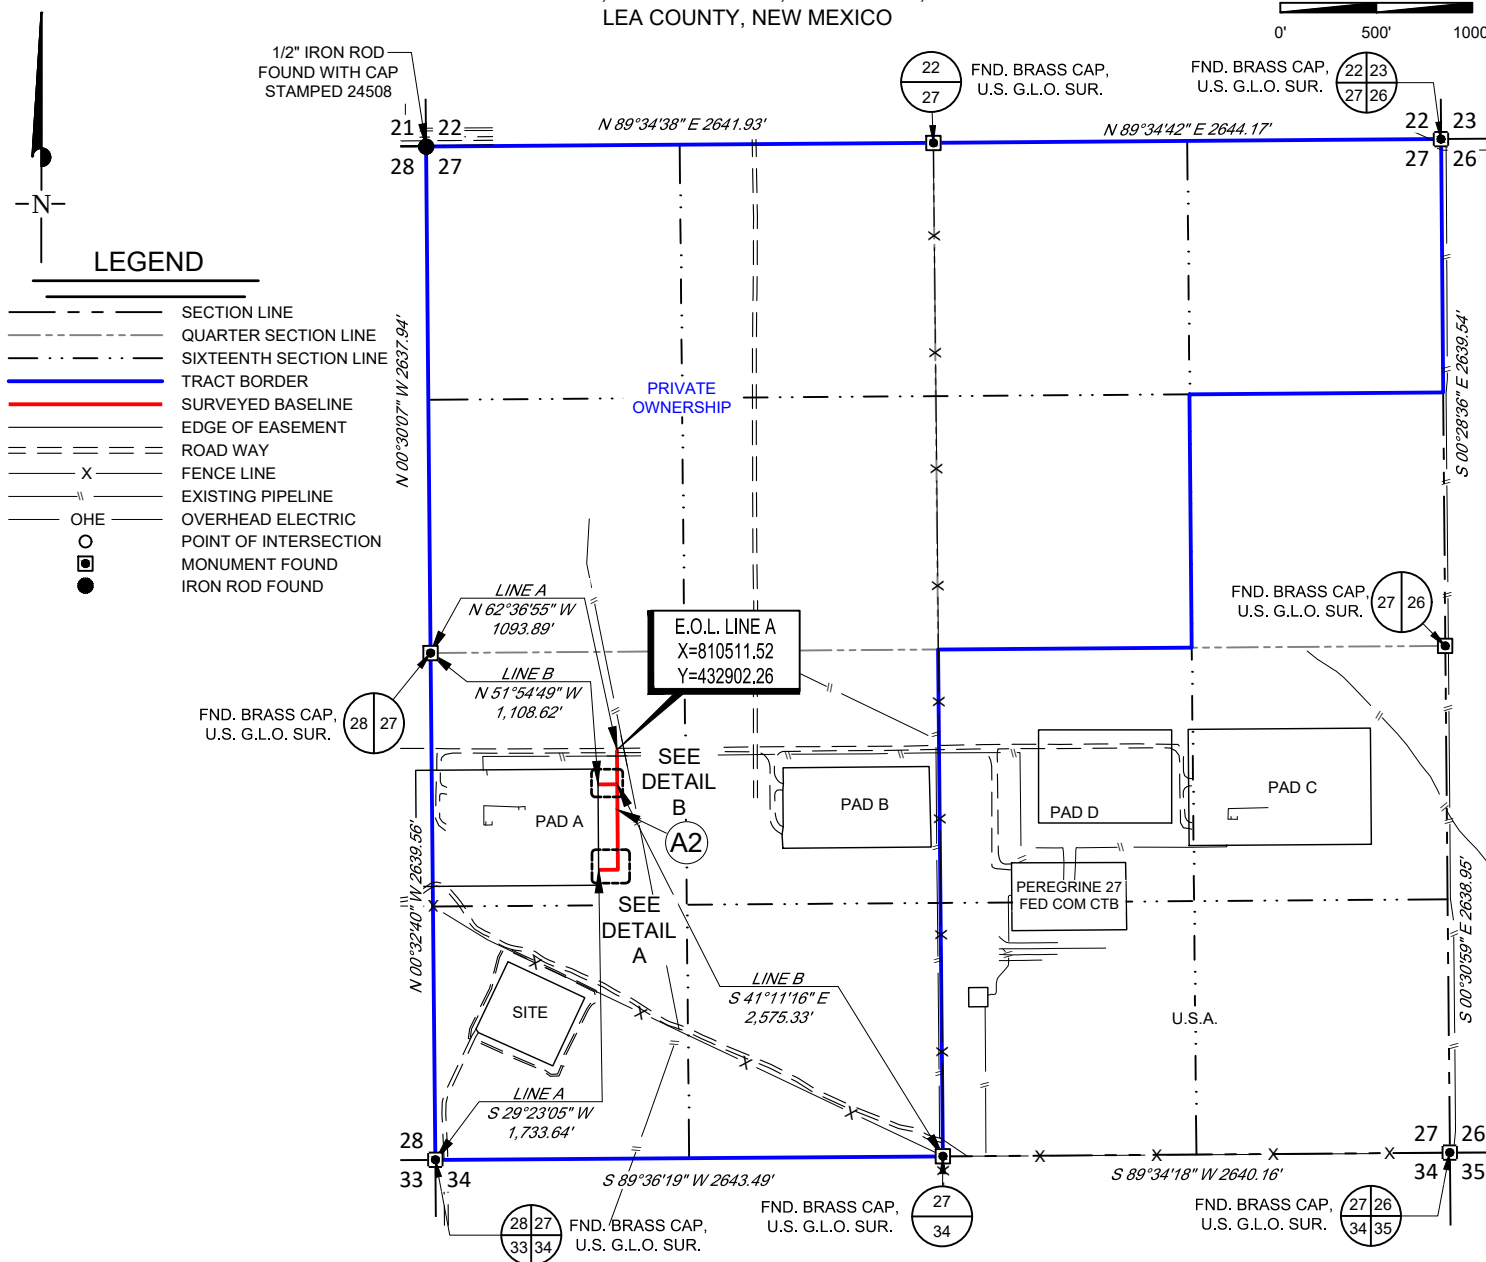 LEA COUNTY, NEW MEXICO
0' 500' 1000
1/2" IRON ROD
FOUND WITH CAP
STAMPED 24508
22
27
FND. BRASS CAP,
U.S. G.L.O. SUR.
FND. BRASS CAP,
U.S. G.L.O. SUR.
22 23
27 26
21 22
28 27
N 89°34'38" E 2641.93'
N 89°34'42" E 2644.17'
22 23
27 26
N
LEGEND
SECTION LINE
QUARTER SECTION LINE
SIXTEENTH SECTION LINE
TRACT BORDER
SURVEYED BASELINE
EDGE OF EASEMENT
ROAD WAY
X FENCE LINE
EXISTING PIPELINE
OHE OVERHEAD ELECTRIC
POINT OF INTERSECTION
MONUMENT FOUND
IRON ROD FOUND
N 00°30'07" W 2637.94'
PRIVATE
OWNERSHIP
S 00°28'36" E 2639.54'
LINE A
N 62°36'55" W
1093.89'
E.O.L. LINE A
X=810511.52
Y=432902.26
FND. BRASS CAP,
U.S. G.L.O. SUR.
27 26
LINE B
N 51°54'49" W
1,108.62'
FND. BRASS CAP,
U.S. G.L.O. SUR.
28 27
SEE
DETAIL
B
PAD A
A2
PAD B
PAD D
PAD C
PEREGRINE 27
FED COM CTB
SEE
DETAIL
A
N 00°32'40" W 2639.56'
S 00°30'59" E 2638.95'
LINE B
S 41°11'16" E
2,575.33'
SITE
U.S.A.
LINE A
S 29°23'05" W
1,733.64'
28
33 34
S 89°36'19" W 2643.49'
S 89°34'18" W 2640.16'
27 26
34 35
28 27
33 34
FND. BRASS CAP,
U.S. G.L.O. SUR.
FND. BRASS CAP,
U.S. G.L.O. SUR.
27
34
FND. BRASS CAP,
U.S. G.L.O. SUR.
27 26
34 35